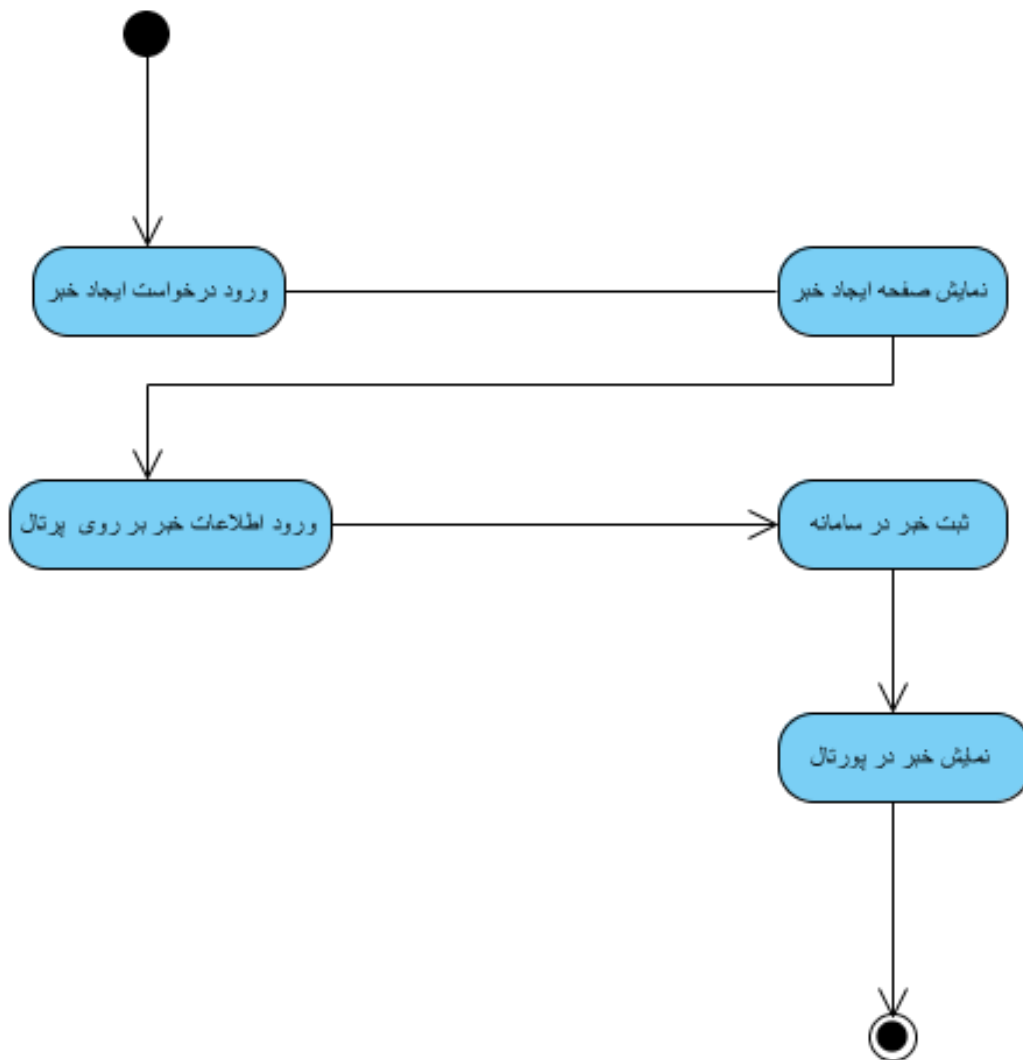 ورود درخواست ایجاد خبر
نمایش صفحه ایجاد خبر
ورود اطلاعات خبر بر روی پرتال
ثبت خبر در سامانه
نمایش خبر در پورتال